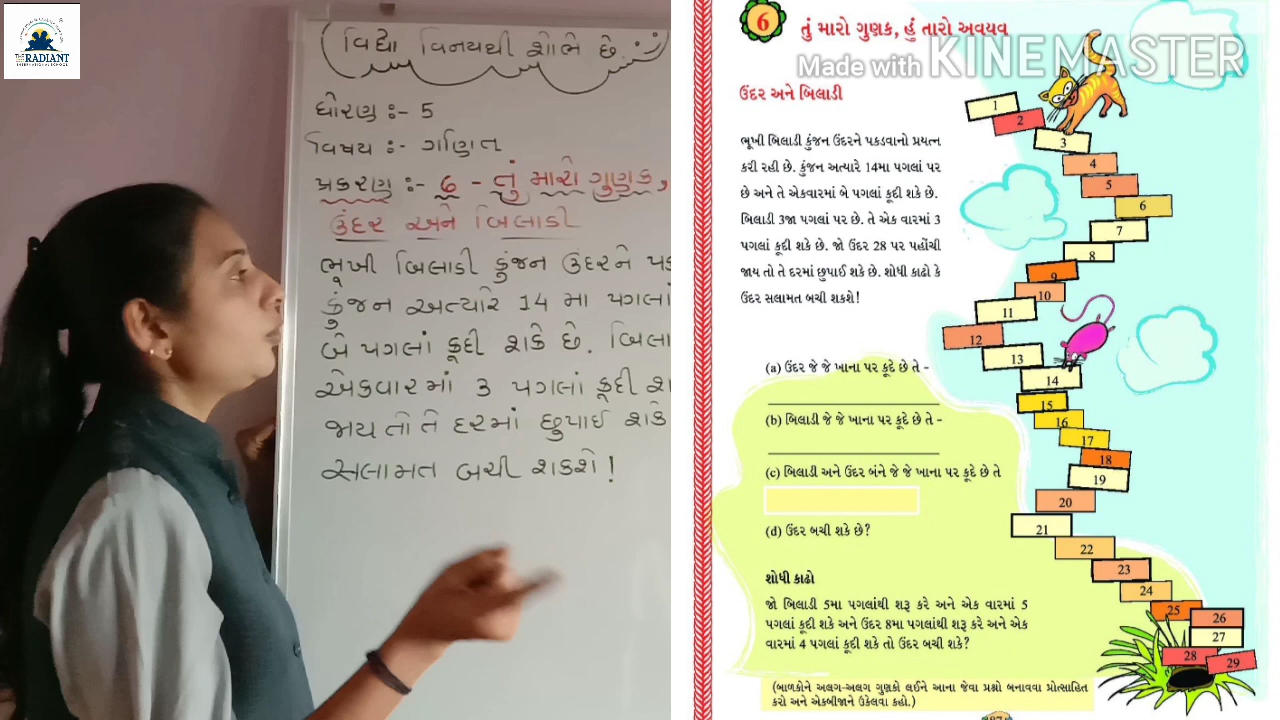 THE RADIANT
INTERNATIONAL SCHOOL
વિદ્યા વિનયથી શોભે છે.
ધોરણ :- 5
વિષય :- ગણિત
પ્રકરણ :- 6 - તું મારો ગુણક,
ઉંદર અને બિલાડી
ભૂખી બિલાડી કુંજન ઉંદરને
કુંજન અત્યારે 14 મા પગલાં
બે પગલાં કૂદી શકે છે.
એકવારમાં 3 પગલાં કૂદી
જાય તો તે દરમાં છુપાઈ શકે
સલામત બચી શકશે!
6 તું મારો ગુણક, હું તારો અવયવ
Made with KINEMASTER
ઉંદર અને બિલાડી
ભૂખી બિલાડી કુંજન ઉંદરને પકડવાનો પ્રયત્ન
કરી રહી છે. કુંજન અત્યારે 14મા પગલાં પર
છે અને તે એકવારમાં બે પગલાં કૂદી શકે છે.
બિલાડી 3જા પગલાં પર છે. તે એક વારમાં 3
પગલાં કૂદી શકે છે. જો ઉંદર 28 પર પહોંચી
જાય તો તે દરમાં છુપાઈ શકે છે. શોધી કાઢો કે
ઉંદર સલામત બચી શકશે!
(a) ઉંદર જે જે ખાના પર કૂદે છે તે -
(b) બિલાડી જે જે ખાના પર કૂદે છે તે -
(c) બિલાડી અને ઉંદર બંને જે જે ખાના પર કૂદે છે તે
(d) ઉંદર બચી શકે છે?
શોધી કાઢો
જો બિલાડી 5મા પગલાંથી શરૂ કરે અને એક વારમાં 5
પગલાં કૂદી શકે અને ઉંદર 8મા પગલાંથી શરૂ કરે અને એક
વારમાં 4 પગલાં કૂદી શકે તો ઉંદર બચી શકે?
(બાળકોને અલગ-અલગ ગુણકો લઈને આના જેવા પ્રશ્નો બનાવવા પ્રોત્સાહિત
કરો અને એકબીજાને ઉકેલવા કહો.)
1
2
3
4
5
6
7
8
9
10
11
12
13
14
15
16
17
18
19
20
21
22
23
24
25
26
27
28
29